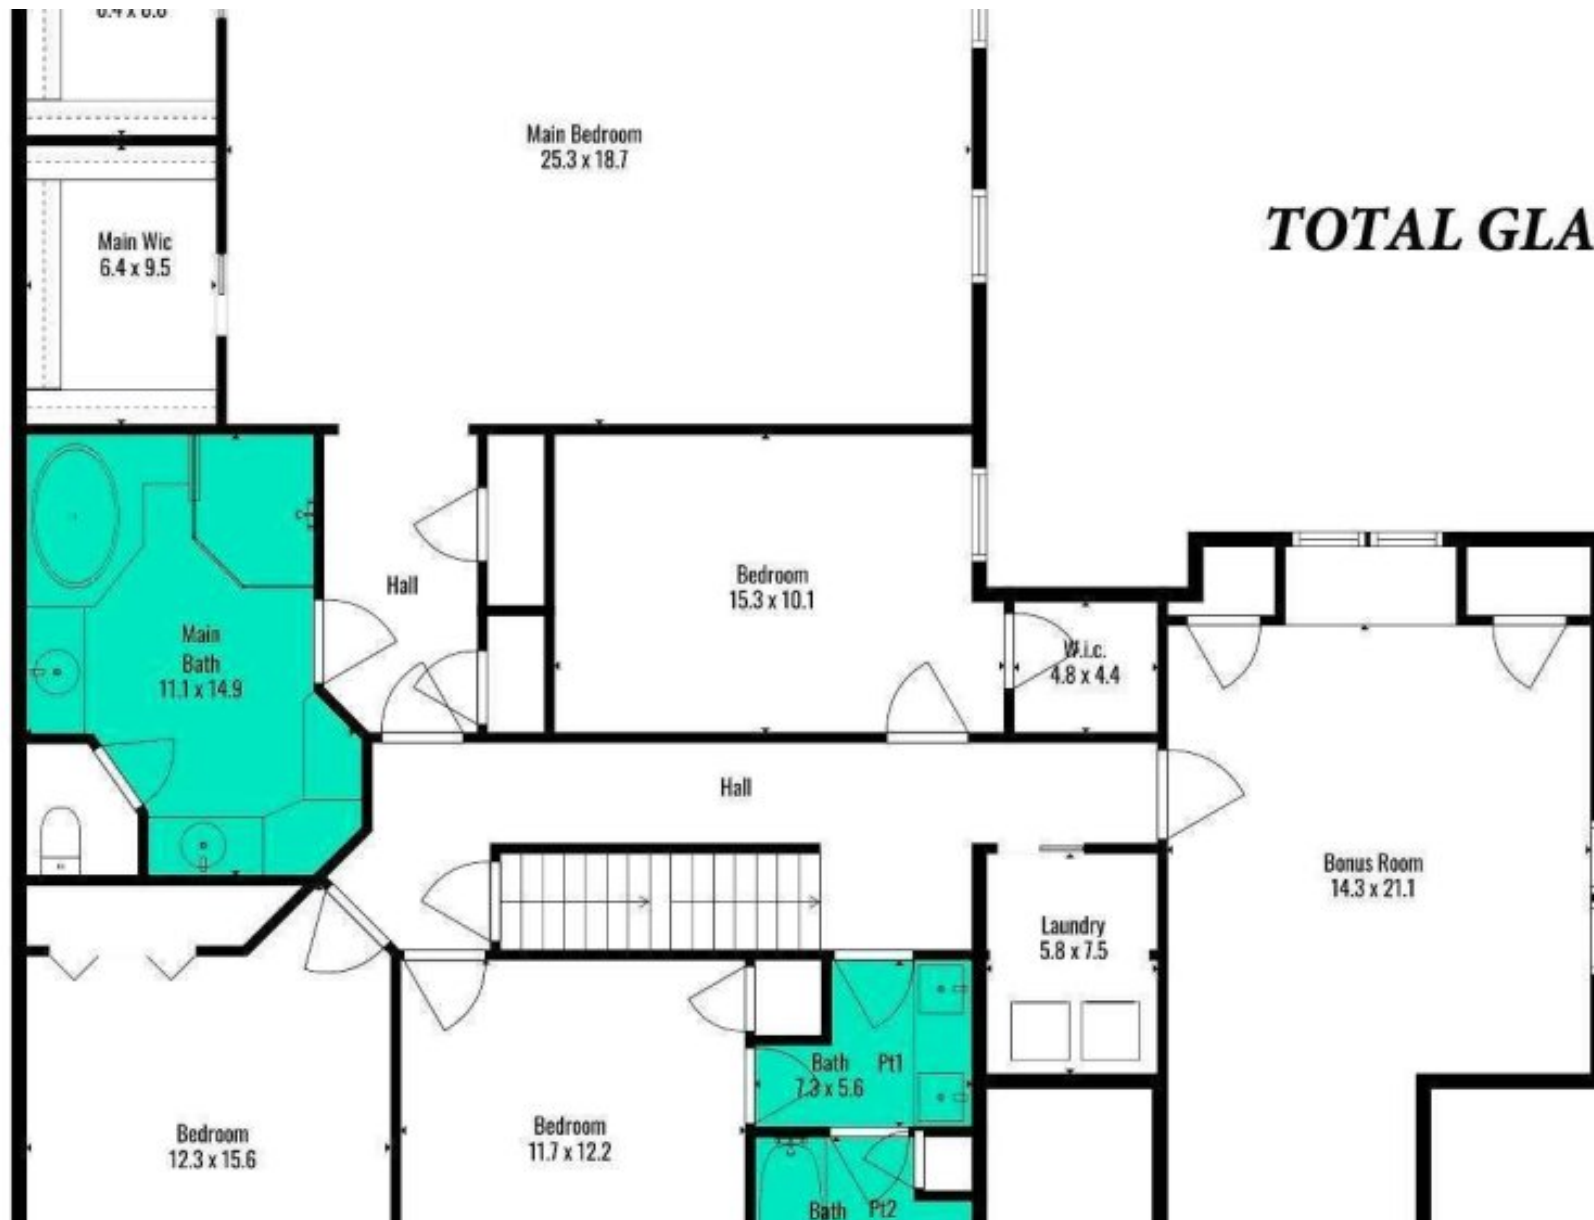 Main Bedroom
25.3 x 18.7
TOTAL GLA
Main Wic
6.4 x 9.5
Hall
Bedroom
15.3 x 10.1
Main
Bath
11.1 x 14.9
W.i.c.
4.8 x 4.4
Hall
Bonus Room
14.3 x 21.1
Laundry
5.8 x 7.5
Bath Pt1
7.3 x 5.6
Bedroom
12.3 x 15.6
Bedroom
11.7 x 12.2
Bath Pt2